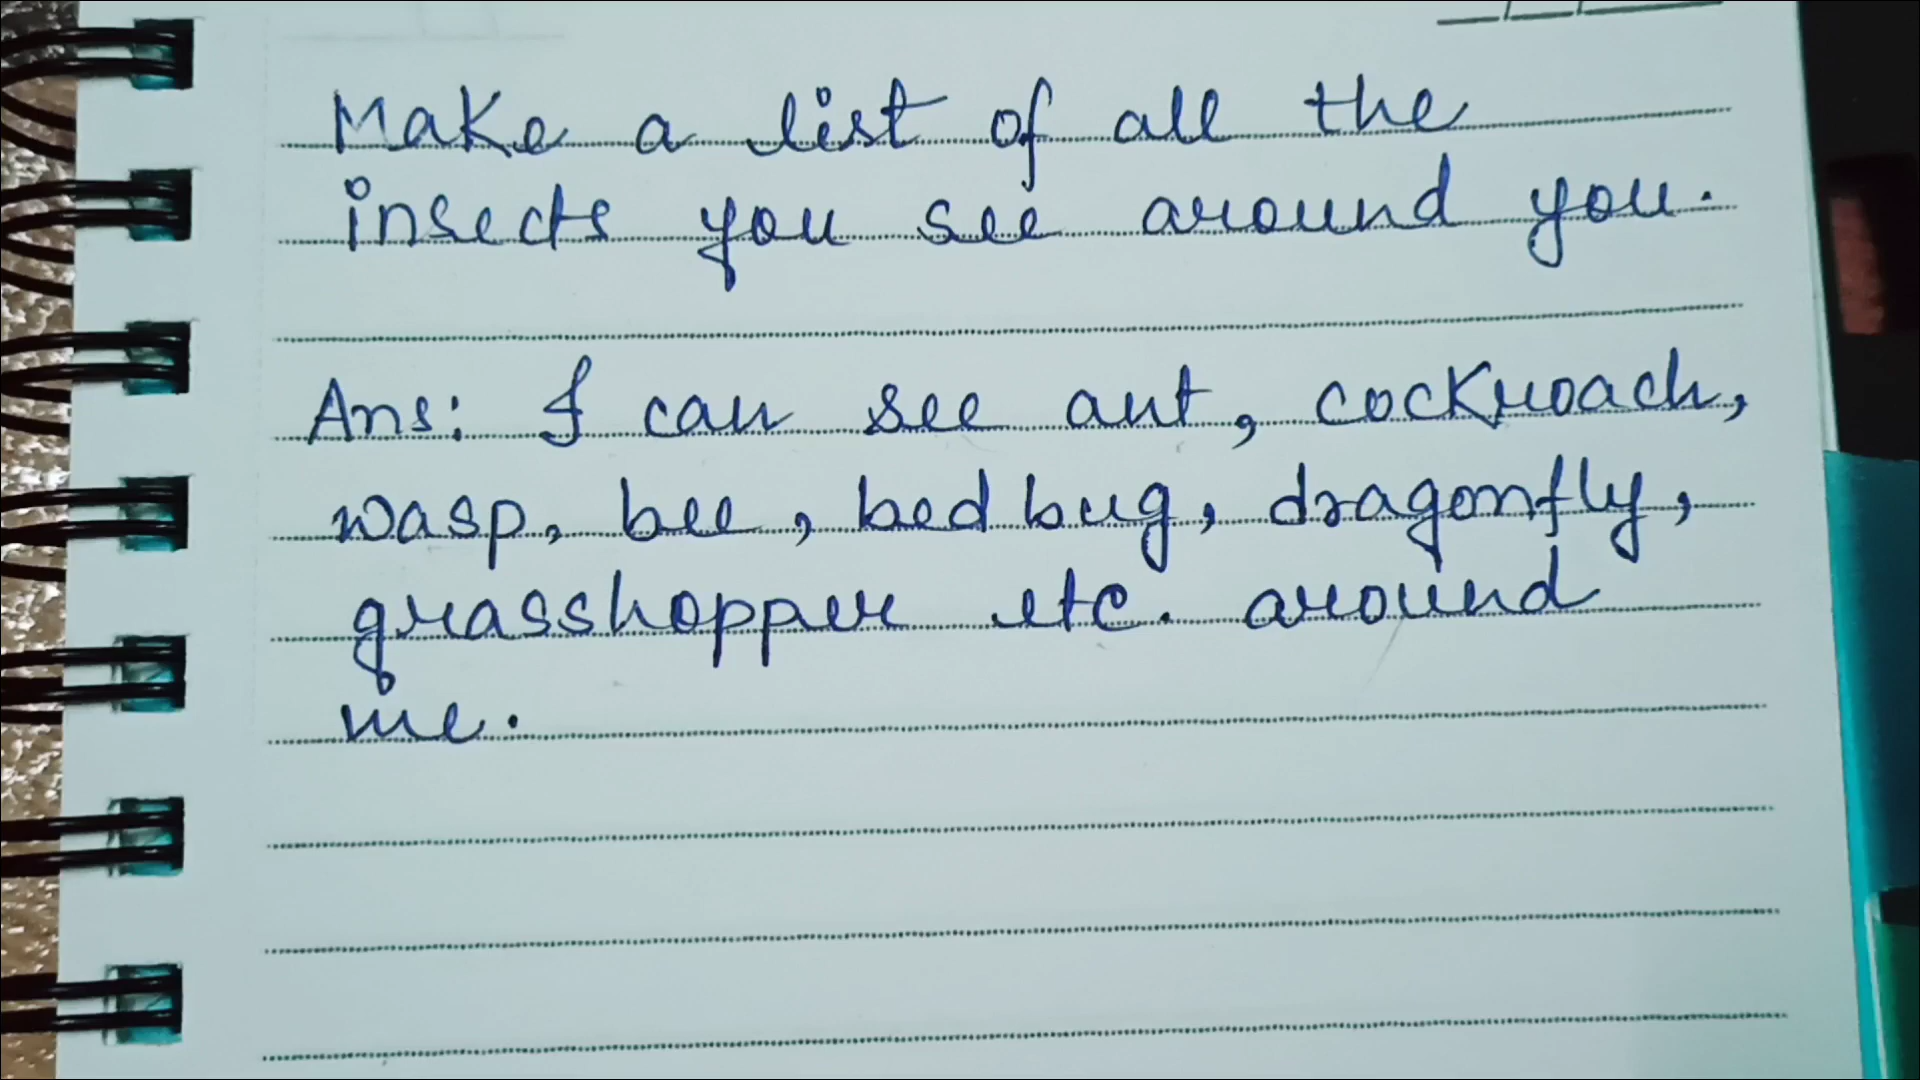 Make a list of all the
insects you see around you.
Ans: I can see ant, cockroach,
wasp, bee, bed bug, dragonfly,
grasshopper etc. around
me.